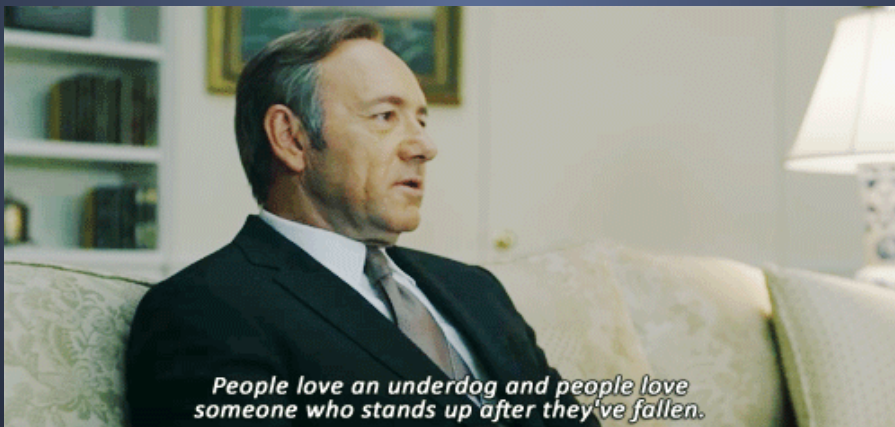 People love an underdog and people love
someone who stands up after they've fallen.